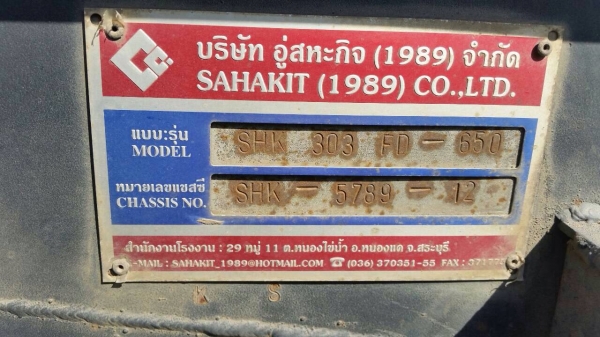 บริษัท อู่สหะกิจ (1989) จำกัด
SAHAKIT (1989) CO.,LTD.
แบบ:รุ่น
MODEL
SHK 303 FD - 650
หมายเลขแชสซี
CHASSIS NO.
SHK - 5789 - 12
สำนักงานโรงงาน : 29 หมู่ 11 ต.หนองไข่น้ำ อ.หนองแค จ.สระบุรี
E-MAIL : SAHAKIT_1989@HOTMAIL.COM ☎ (036) 370351-55 FAX :
K S